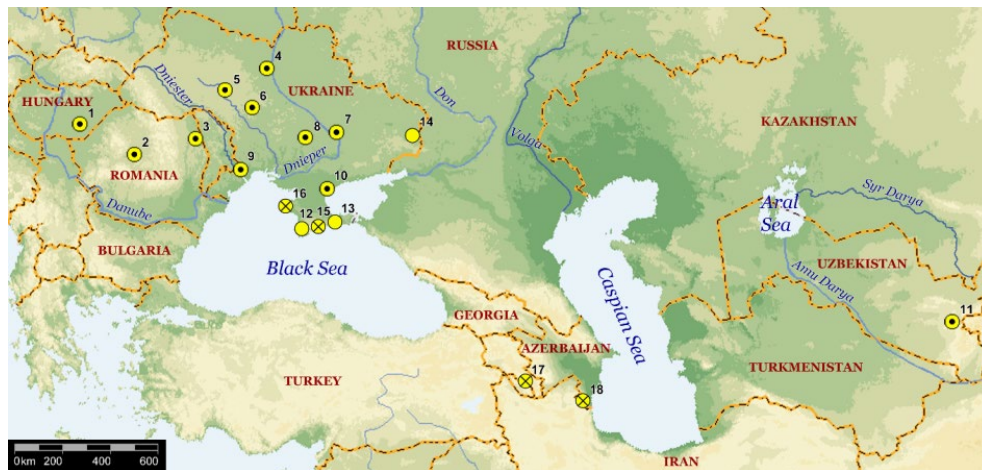 RUSSIA
4
5
UKRAINE
Dniester
Don
6
HUNGARY
1
3
8
7
14
Volga
KAZAKHSTAN
2
9
Dnieper
ROMANIA
10
Syr Darya
16
Aral
Sea
Danube
12
15
13
BULGARIA
UZBEKISTAN
Black Sea
Amu Darya
Caspian Sea
11
GEORGIA
AZERBAIJAN
TURKMENISTAN
17
TURKEY
18
0km 200 400 600
IRAN